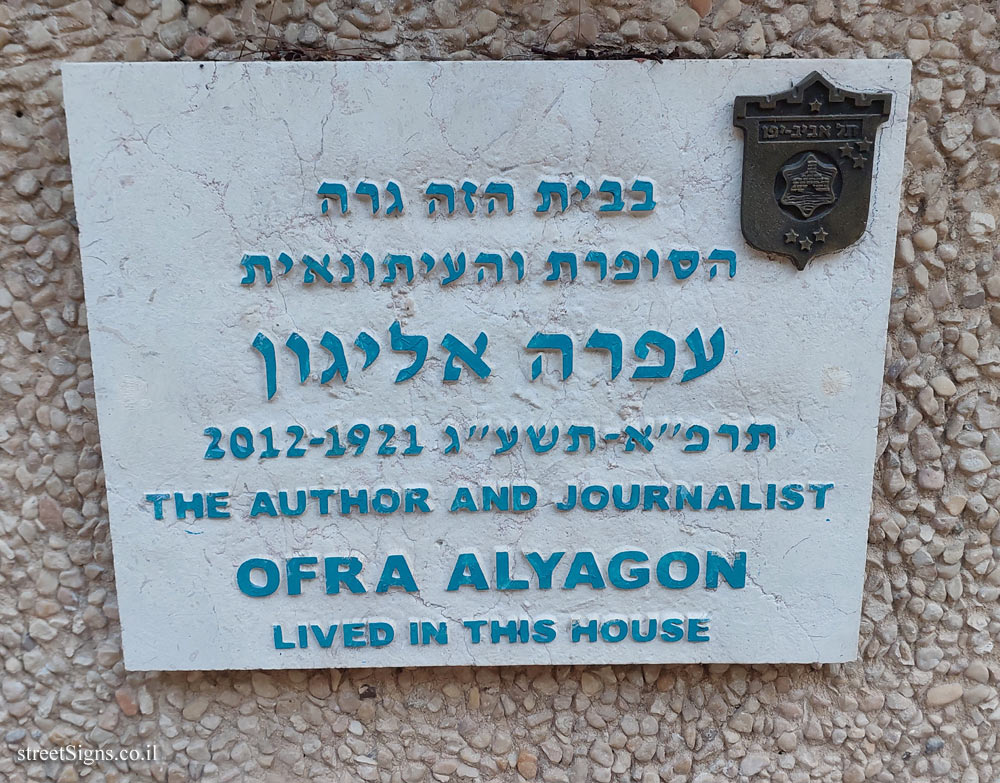 תל אביב-יפו
בבית הזה גרה
הסופרת והעיתונאית
עפרה אליגון
תרפ״א-תשע״ג 2012-1921
THE AUTHOR AND JOURNALIST
OFRA ALYAGON
LIVED IN THIS HOUSE
streetSigns.co.il